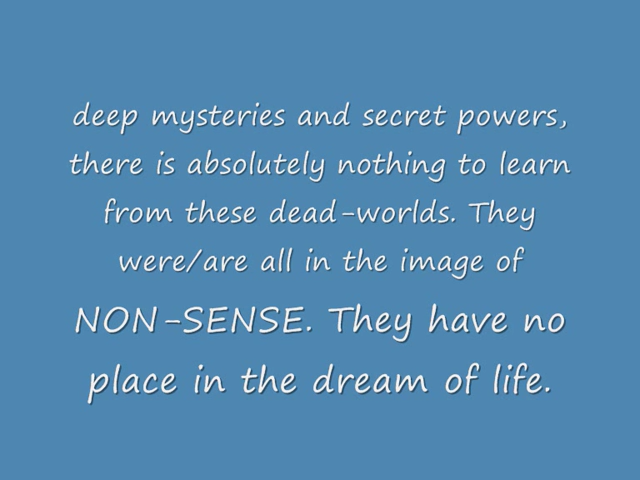 deep mysteries and secret powers,
there is absolutely nothing to learn
from these dead-worlds. They
were/are all in the image of
NON-SENSE. They have no
place in the dream of life.